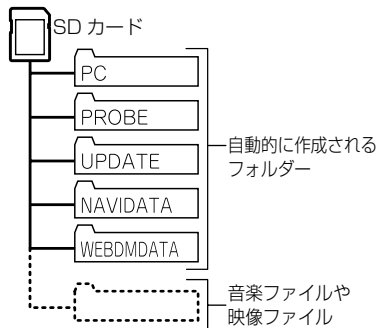 SD カード
PC
PROBE
UPDATE
NAVIDATA
WEBDMDATA
自動的に作成される
フォルダー
音楽ファイルや
映像ファイル